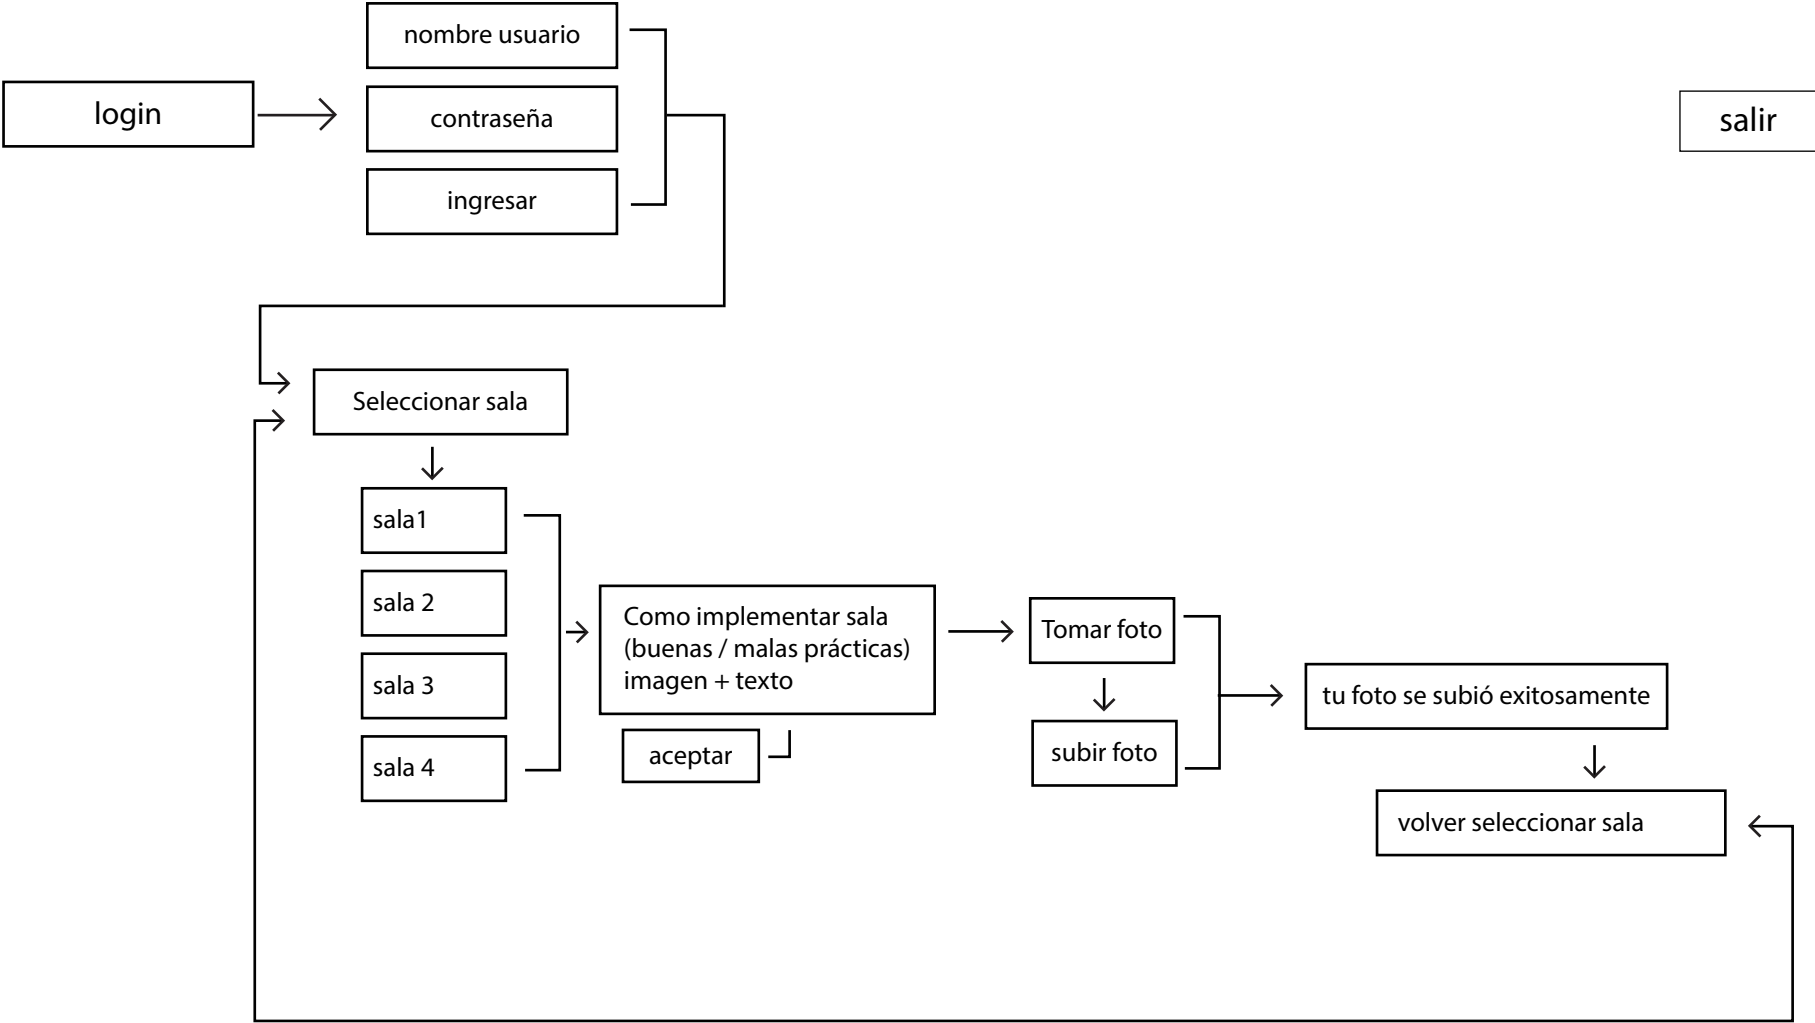 nombre usuario
login
contraseña
salir
ingresar
Seleccionar sala
sala1
sala 2
sala 3
sala 4
Como implementar sala
(buenas / malas prácticas)
imagen + texto
aceptar
Tomar foto
subir foto
tu foto se subió exitosamente
volver seleccionar sala